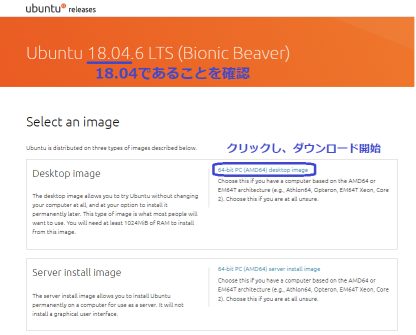 ubuntu releases
Ubuntu 18.04.6 LTS (Bionic Beaver)
18.04であることを確認
Select an image
Ubuntu is distributed on three types of images described below.
クリックし、ダウンロード開始
Desktop image
The desktop image allows you to try Ubuntu without changing
your computer at all, and at your option to install it
permanently later. This type of image is what most people will
want to use. You will need at least 1024MiB of RAM to install
from this image.
64-bit PC (AMD64) desktop image
Choose this if you have a computer based on the AMD64 or
EM64T architecture (e.g., Athlon64, Opteron, EM64T Xeon, Core
2). Choose this if you are at all unsure.
Server install image
The server install image allows you to install Ubuntu
permanently on a computer for use as a server. It will not
install a graphical user interface.
64-bit PC (AMD64) server install image
Choose this if you have a computer based on the AMD64 or
EM64T architecture (e.g., Athlon64, Opteron, EM64T Xeon, Core
2). Choose this if you are at all unsure.